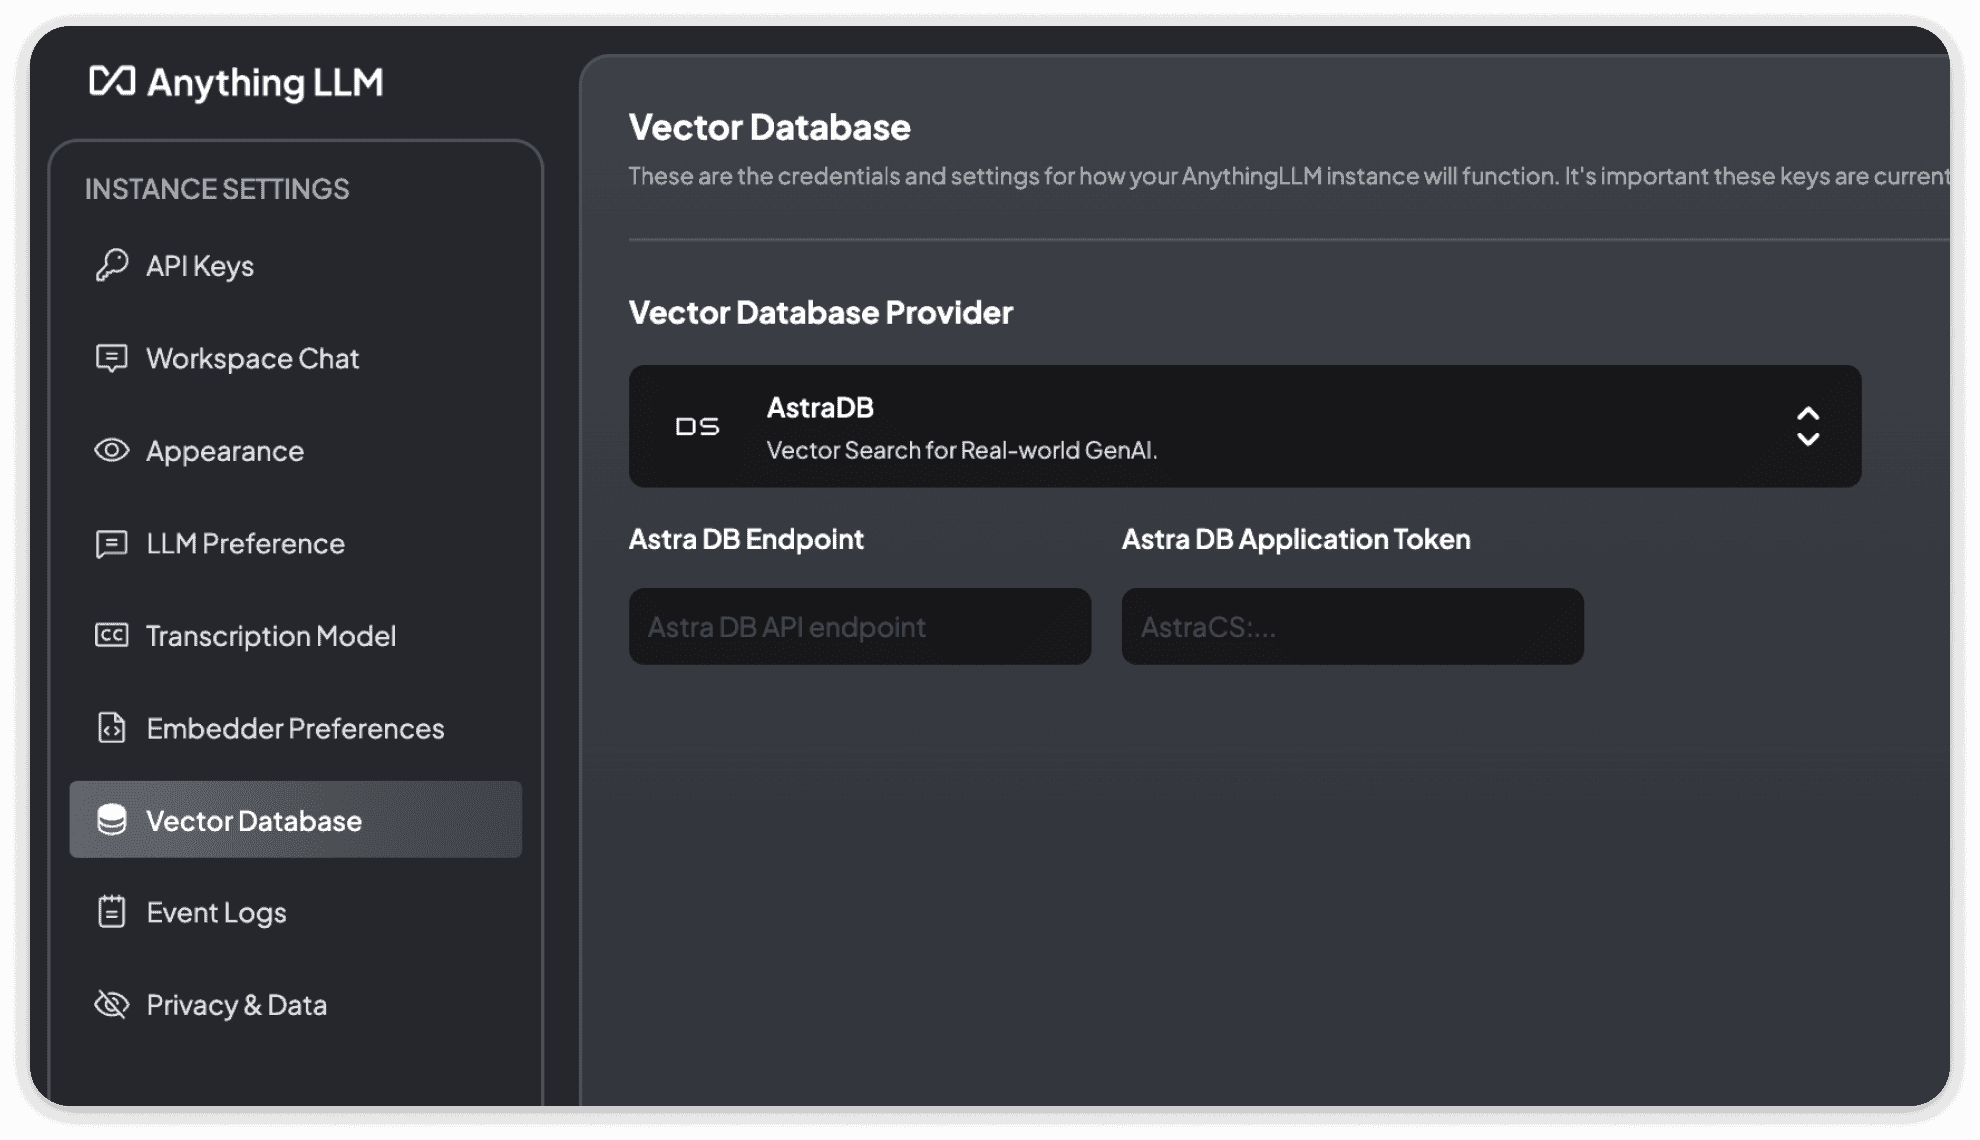 Anything LLM
INSTANCE SETTINGS
API Keys
Workspace Chat
Appearance
LLM Preference
CC
Transcription Model
Embedder Preferences
Vector Database
Event Logs
Privacy & Data
Vector Database
These are the credentials and settings for how your AnythingLLM instance will function. It's important these keys are current
Vector Database Provider
DS
AstraDB
Vector Search for Real-world GenAI.
Astra DB Endpoint
Astra DB Application Token
Astra DB API endpoint
AstraCS:...